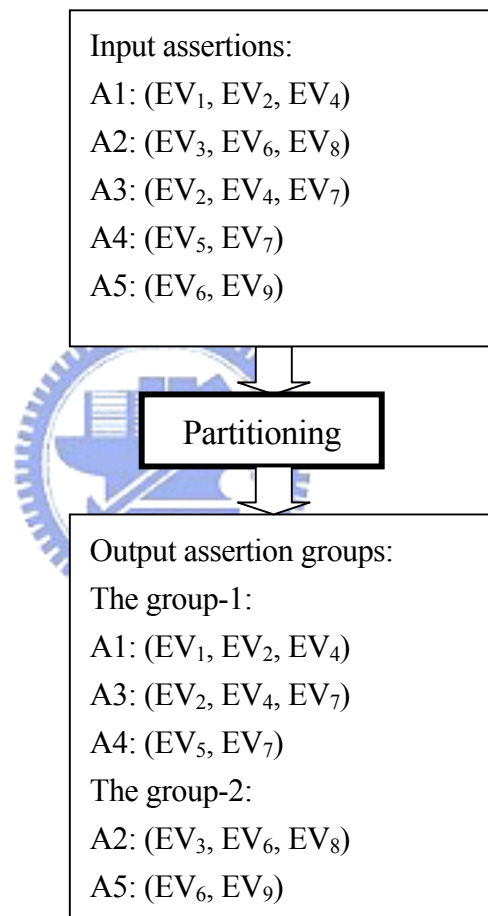 Input assertions:
A1: (EV₁, EV₂, EV₄)
A2: (EV₃, EV₆, EV₈)
A3: (EV₂, EV₄, EV₇)
A4: (EV₅, EV₇)
A5: (EV₆, EV₉)
Partitioning
Output assertion groups:
The group-1:
A1: (EV₁, EV₂, EV₄)
A3: (EV₂, EV₄, EV₇)
A4: (EV₅, EV₇)
The group-2:
A2: (EV₃, EV₆, EV₈)
A5: (EV₆, EV₉)